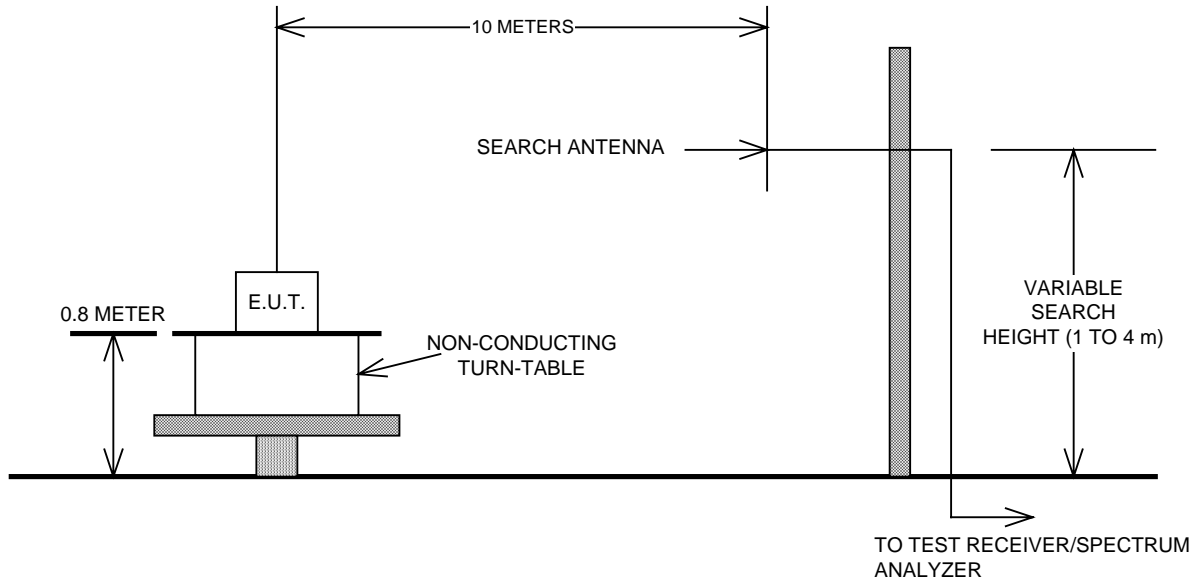 10 METERS
SEARCH ANTENNA
E.U.T.
0.8 METER
NON-CONDUCTING
TURN-TABLE
VARIABLE
SEARCH
HEIGHT (1 TO 4 m)
TO TEST RECEIVER/SPECTRUM
ANALYZER